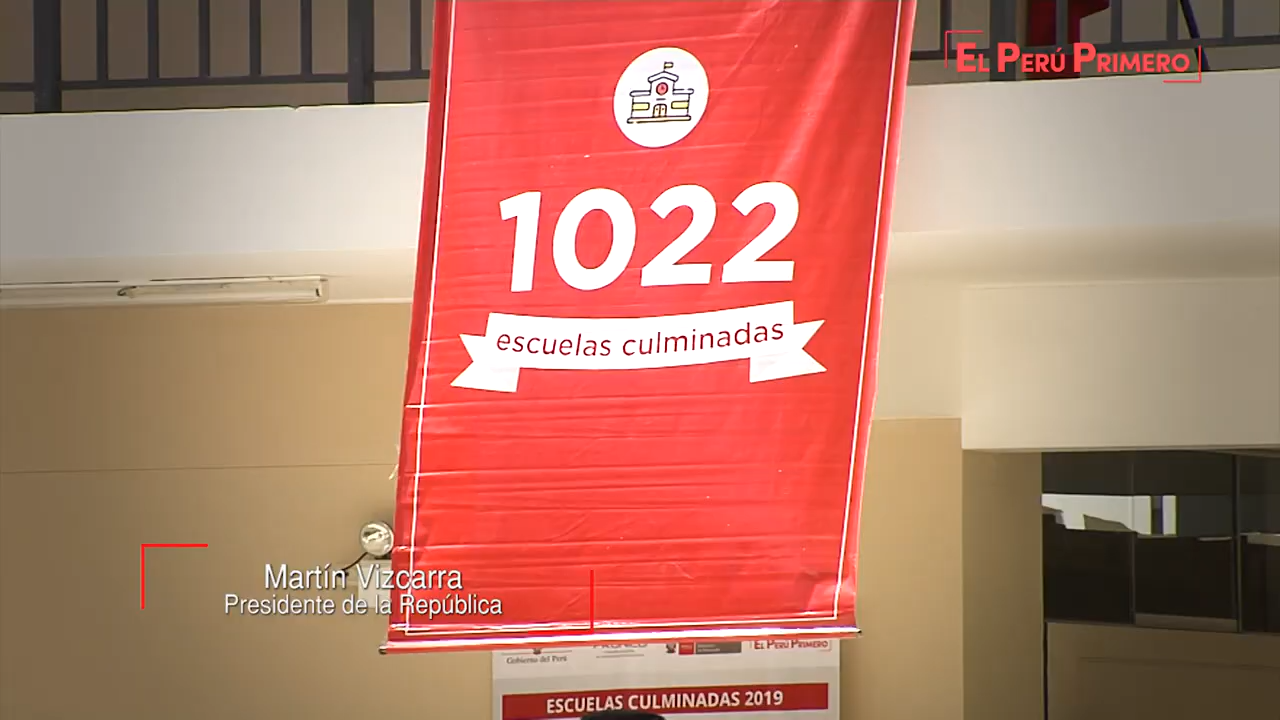 EL PERÚ PRIMERO
1022
escuelas culminadas
Martín Vizcarra
Presidente de la República
Gobierno del Perú
EL PERÚ PRIMERO
ESCUELAS CULMINADAS 2019